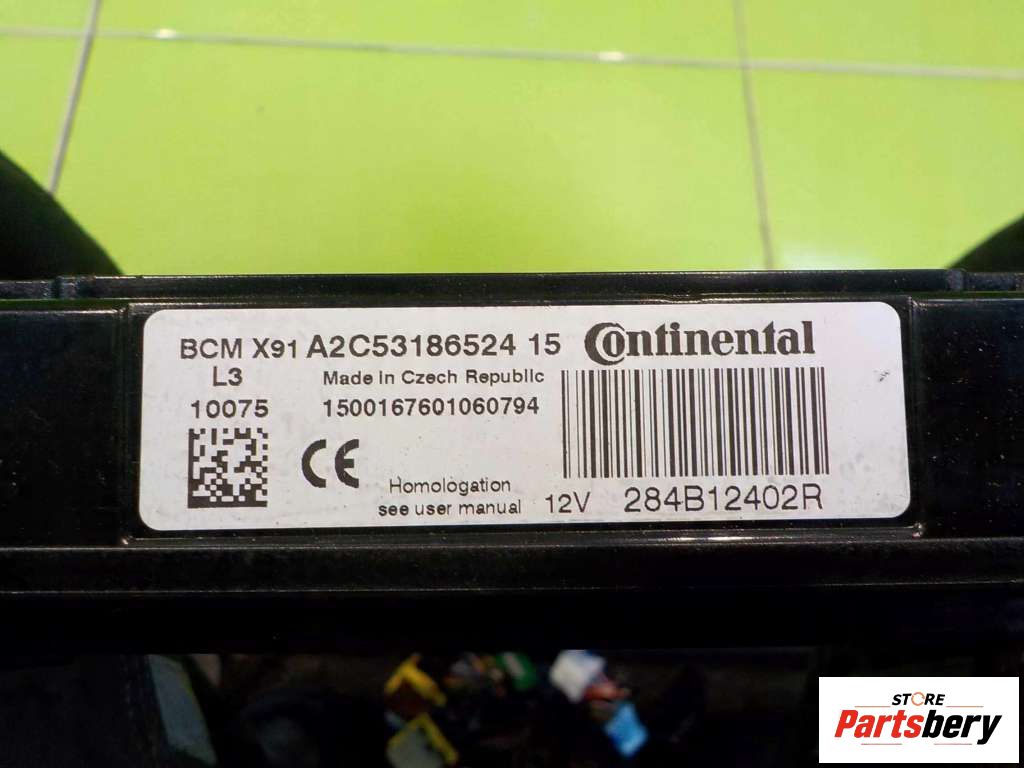 BCM X91 A2C53186524 15 Continental
L3 Made in Czech Republic
10075 1500167601060794
CE
Homologation
see user manual 12V 284B12402R
STORE
Partsbery